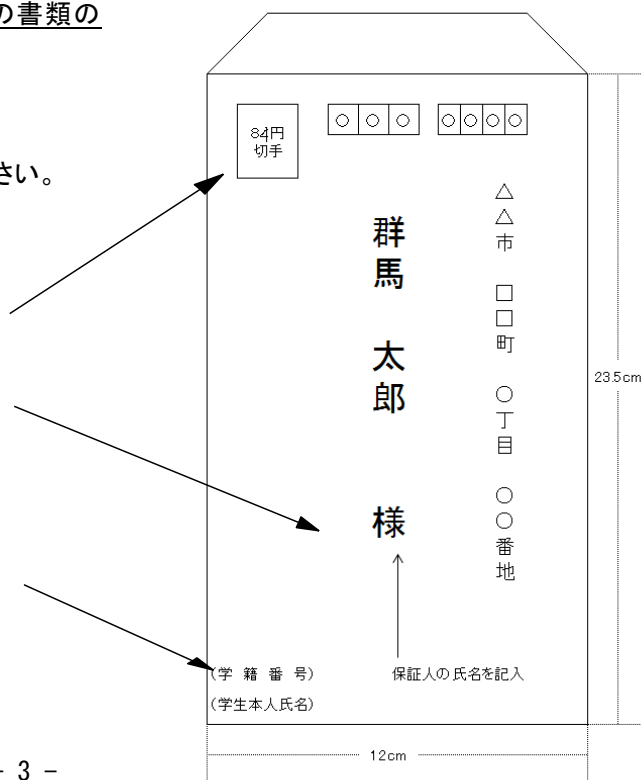 の書類の
さい。
84円
切手
○○○ ○○○○
△△市 □□町 ○丁目 ○○番地
群馬 太郎 様
23.5cm
(学 籍 番 号)
保証人の氏名を記入
(学生本人氏名)
12cm
- 3 -